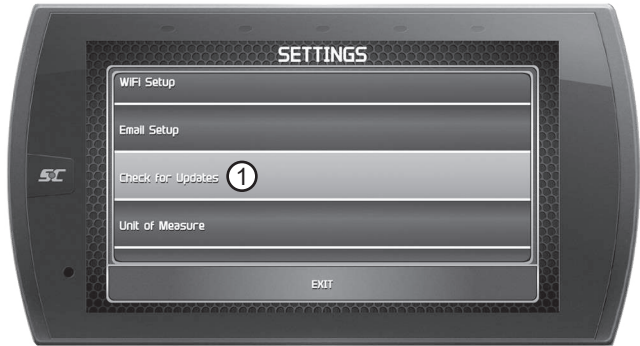 SETTINGS
WiFi Setup
Email Setup
SC
Check for Updates 1
Unit of Measure
EXIT